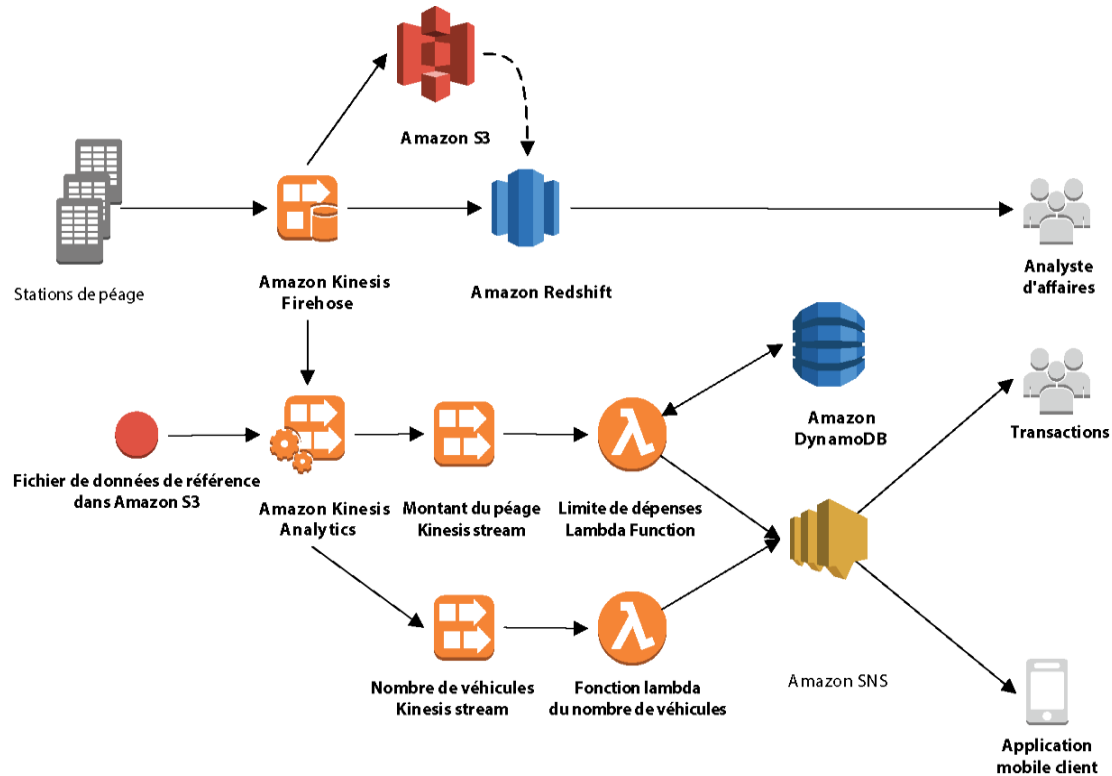 Amazon S3
Stations de péage
Amazon Kinesis
Firehose
Amazon Redshift
Analyste
d'affaires
Amazon
DynamoDB
Transactions
Fichier de données de référence
dans Amazon S3
Amazon Kinesis
Analytics
Montant du péage
Kinesis stream
Limite de dépenses
Lambda Function
Nombre de véhicules
Kinesis stream
Fonction lambda
du nombre de véhicules
Amazon SNS
Application
mobile client